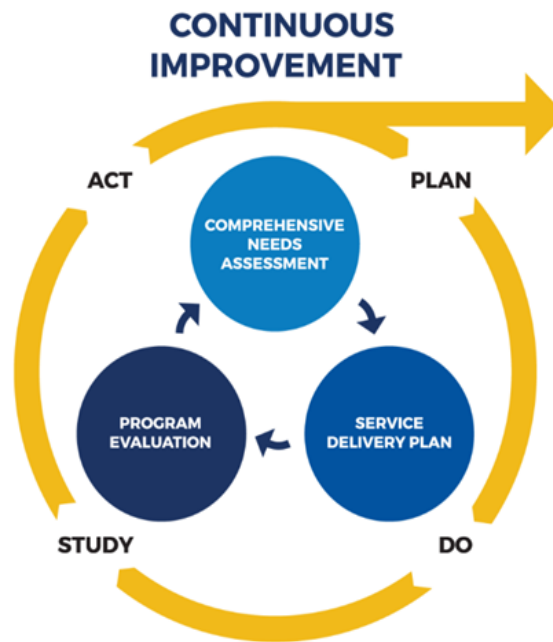 CONTINUOUS
IMPROVEMENT
ACT
PLAN
COMPREHENSIVE
NEEDS
ASSESSMENT
PROGRAM
EVALUATION
SERVICE
DELIVERY PLAN
STUDY
DO